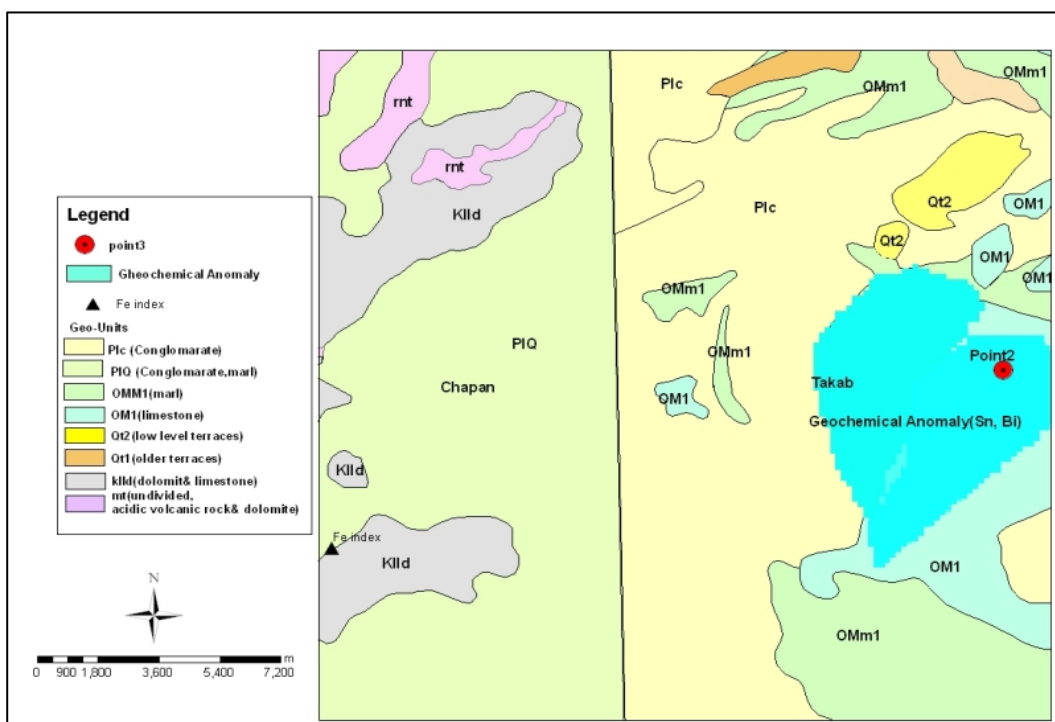 Legend
point3
Gheochemical Anomaly
Fe index
Geo-Units
Plc (Conglomarate)
PlQ (Conglomarate,marl)
OMM1(marl)
OM1(limestone)
Qt2(low level terraces)
Qt1(older terraces)
klld(dolomit& limestone)
mt(undivided,
acidic volcanic rock& dolomite)
N
m
0 900 1,800 3,600 5,400 7,200
rnt
rnt
Klld
PlQ
Chapan
Klld
Fe index
Klld
Plc
OMm1
OMm1
Plc
Qt2
OM1
Qt2
OM1
OM1
OMm1
OMm1
OM1
Point2
Takab
Geochemical Anomaly(Sn, Bi)
OM1
OMm1